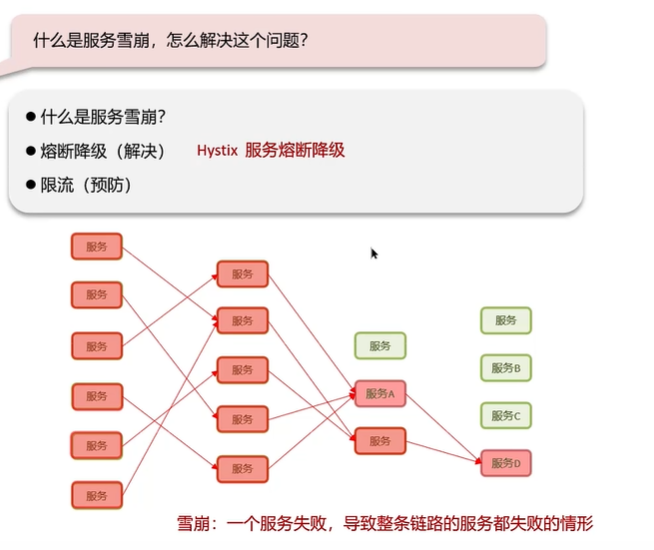 什么是服务雪崩，怎么解决这个问题？
什么是服务雪崩？
熔断降级（解决） Hystix 服务熔断降级
限流（预防）
服务
服务
服务
服务
服务
服务
服务
服务
服务
服务
服务
服务
服务A
服务
服务
服务B
服务C
服务D
雪崩：一个服务失败，导致整条链路的服务都失败的情形